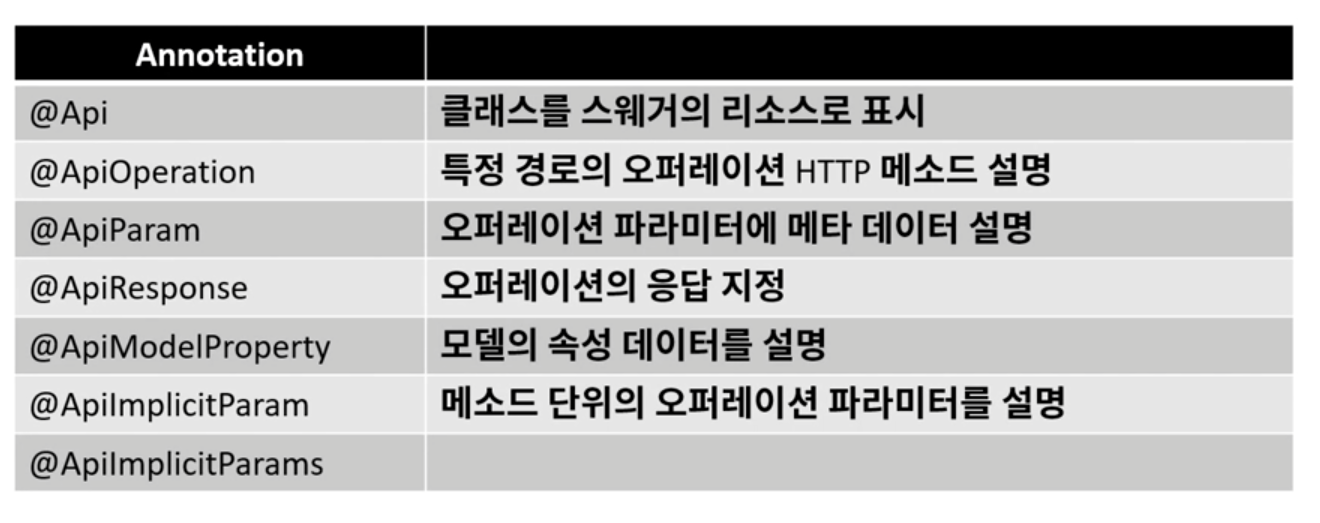 Annotation
@Api 클래스를 스웨거의 리소스로 표시
@ApiOperation 특정 경로의 오퍼레이션 HTTP 메소드 설명
@ApiParam 오퍼레이션 파라미터에 메타 데이터 설명
@ApiResponse 오퍼레이션의 응답 지정
@ApiModelProperty 모델의 속성 데이터를 설명
@ApiImplicitParam 메소드 단위의 오퍼레이션 파라미터를 설명
@ApiImplicitParams